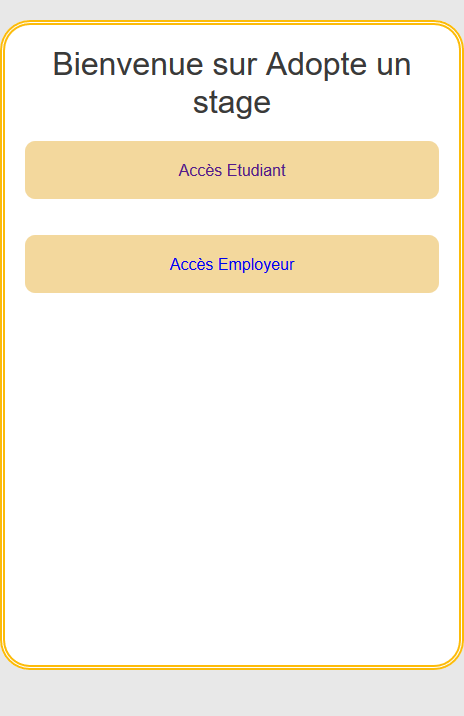 Bienvenue sur Adopte un
stage
Accès Etudiant
Accès Employeur